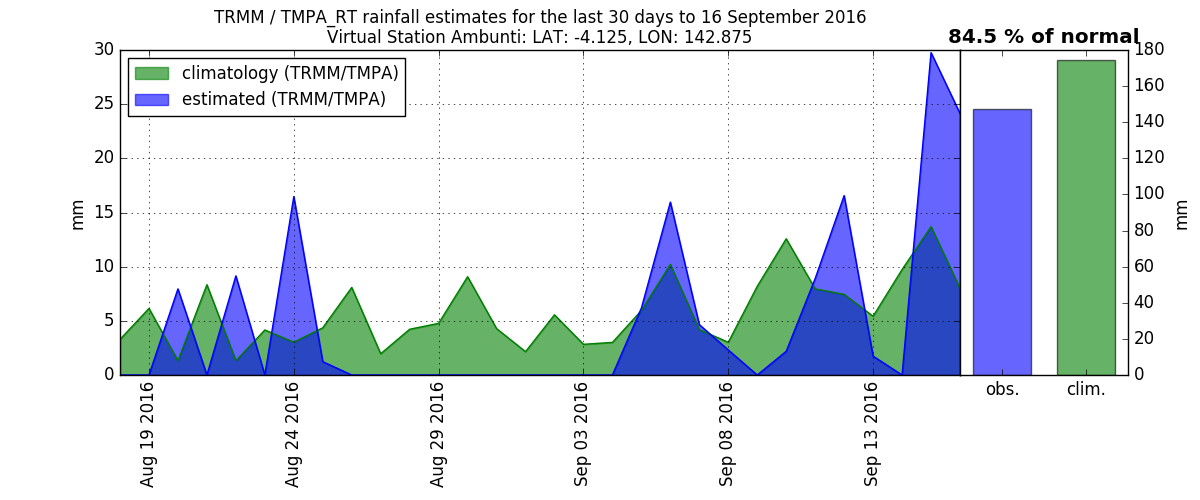 TRMM / TMPA_RT rainfall estimates for the last 30 days to 16 September 2016
Virtual Station Ambunti: LAT: -4.125, LON: 142.875
84.5 % of normal
climatology (TRMM/TMPA)
estimated (TRMM/TMPA)
30
25
20
15
10
5
0
mm
180
160
140
120
100
80
60
40
20
0
mm
Aug 19 2016
Aug 24 2016
Aug 29 2016
Sep 03 2016
Sep 08 2016
Sep 13 2016
obs.
clim.